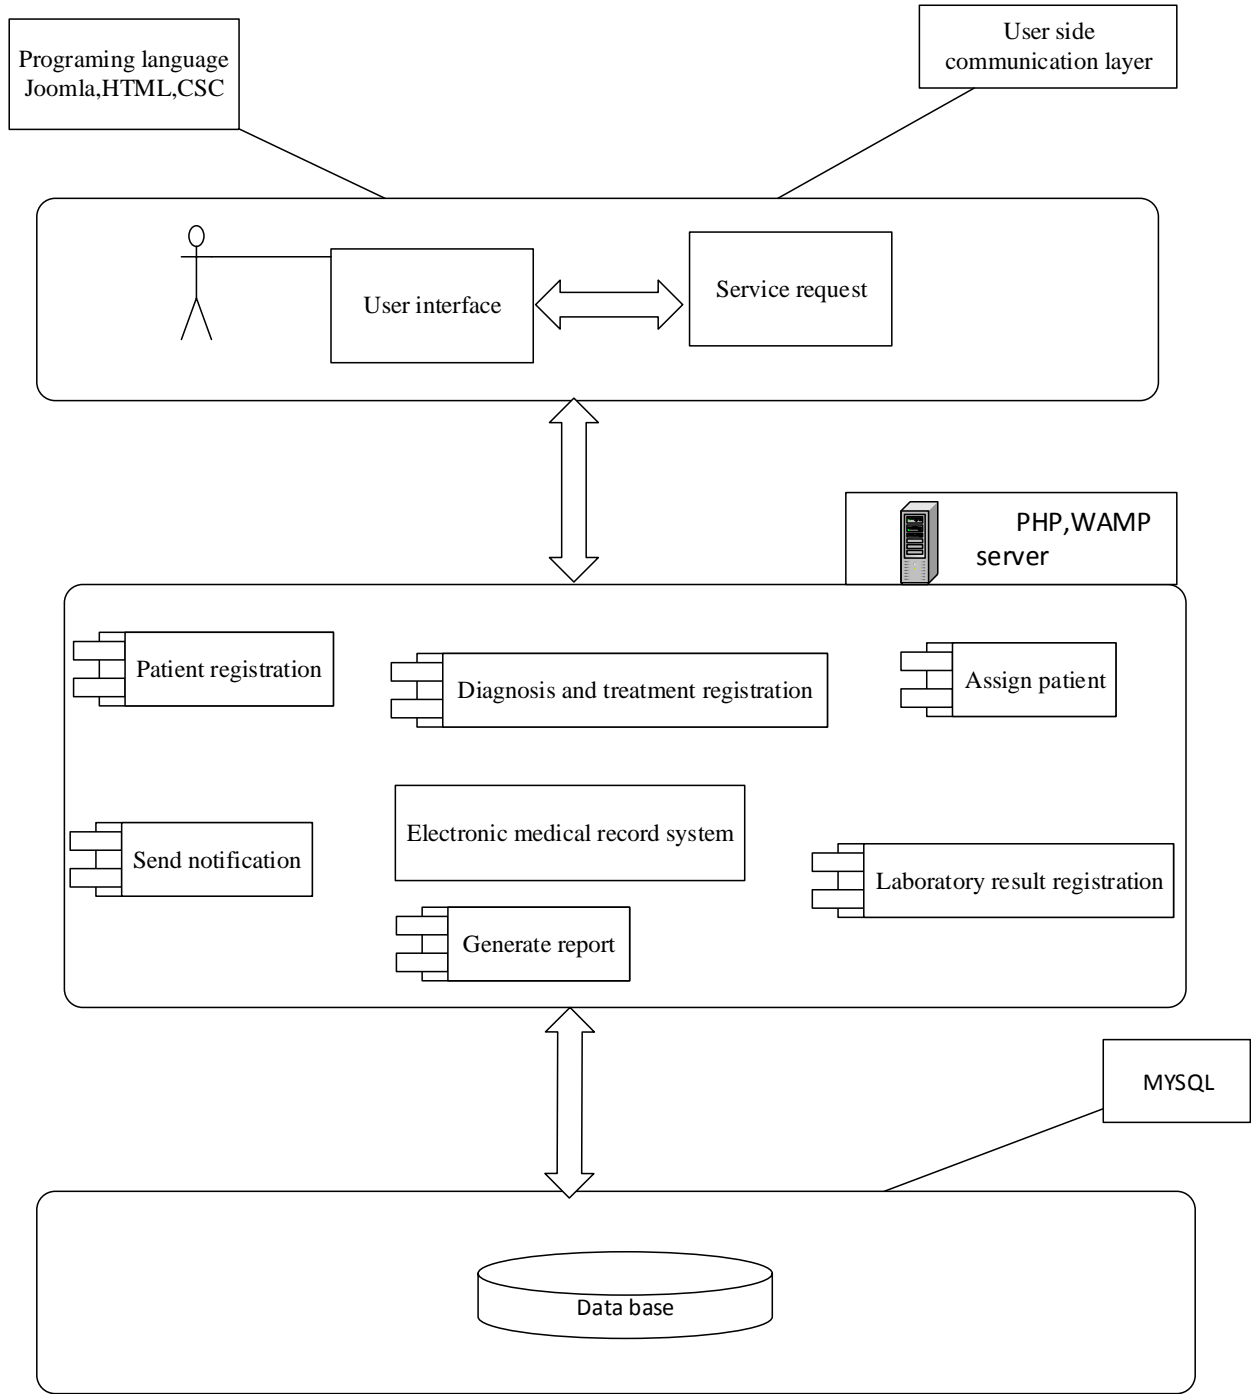 Programing language
Joomla,HTML,CSC
User side
communication layer
User interface
Service request
PHP,WAMP
server
Patient registration
Diagnosis and treatment registration
Assign patient
Send notification
Electronic medical record system
Laboratory result registration
Generate report
MYSQL
Data base